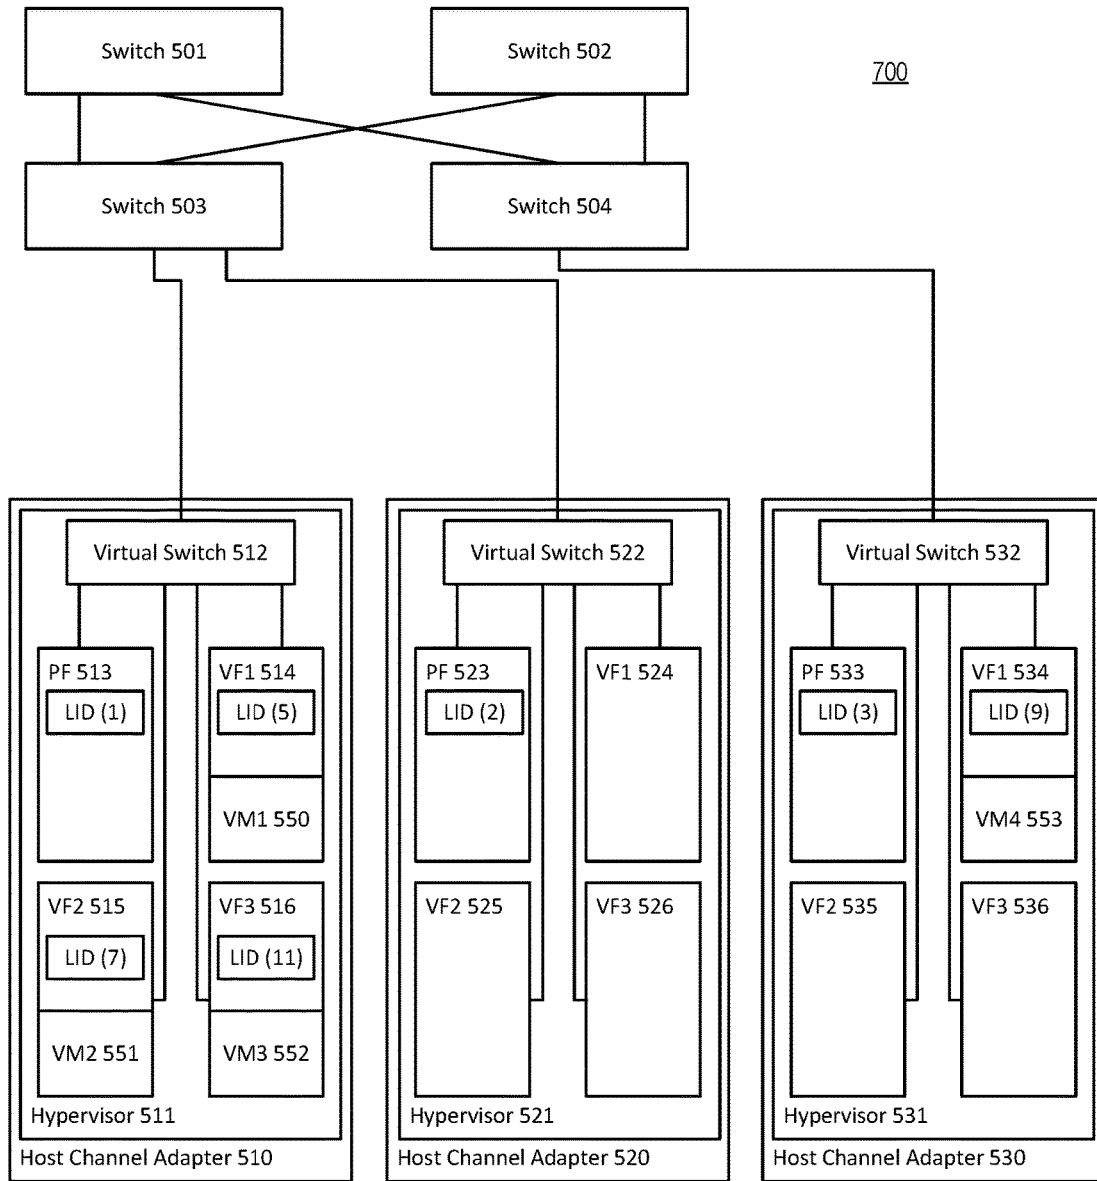 Switch 501
Switch 502
700
Switch 503
Switch 504
Virtual Switch 512
Virtual Switch 522
Virtual Switch 532
PF 513
VF1 514
PF 523
VF1 524
PF 533
VF1 534
LID (1)
LID (5)
LID (2)
LID (3)
LID (9)
VM1 550
VM4 553
VF2 515
VF3 516
VF2 525
VF3 526
VF2 535
VF3 536
LID (7)
LID (11)
VM2 551
VM3 552
Hypervisor 511
Hypervisor 521
Hypervisor 531
Host Channel Adapter 510
Host Channel Adapter 520
Host Channel Adapter 530